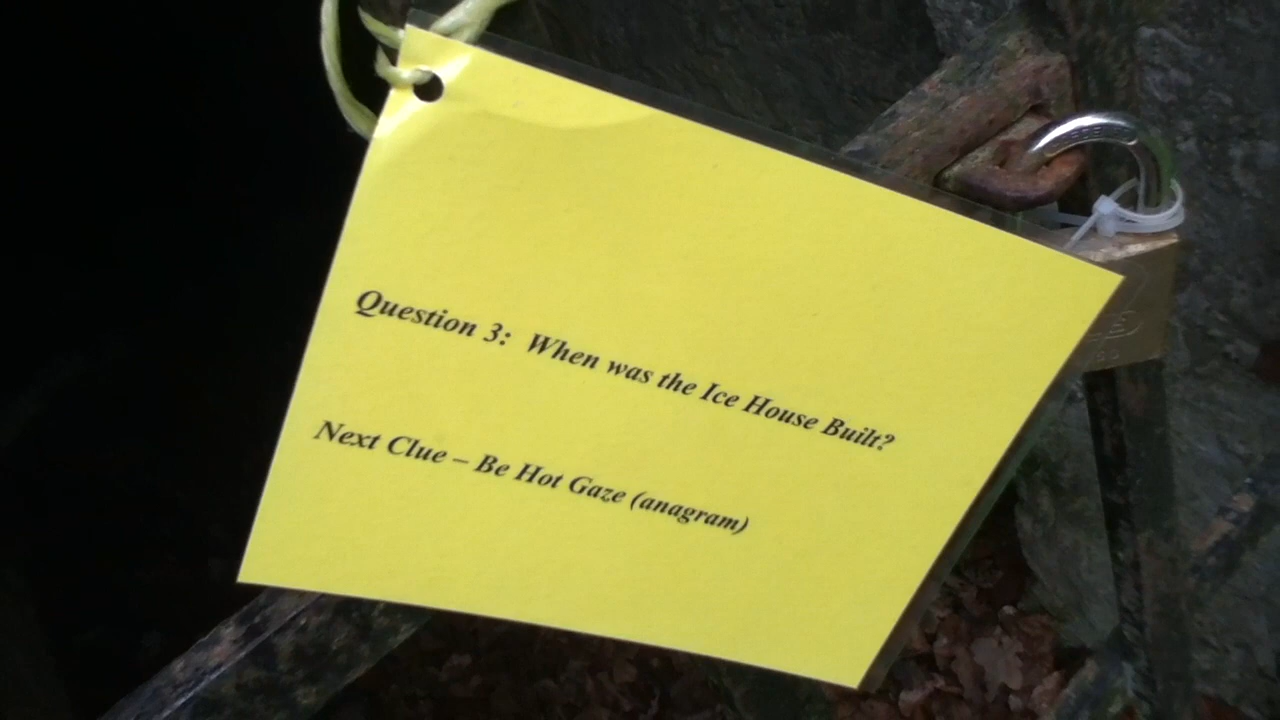 Question 3: When was the Ice House Built?
Next Clue – Be Hot Gaze (anagram)